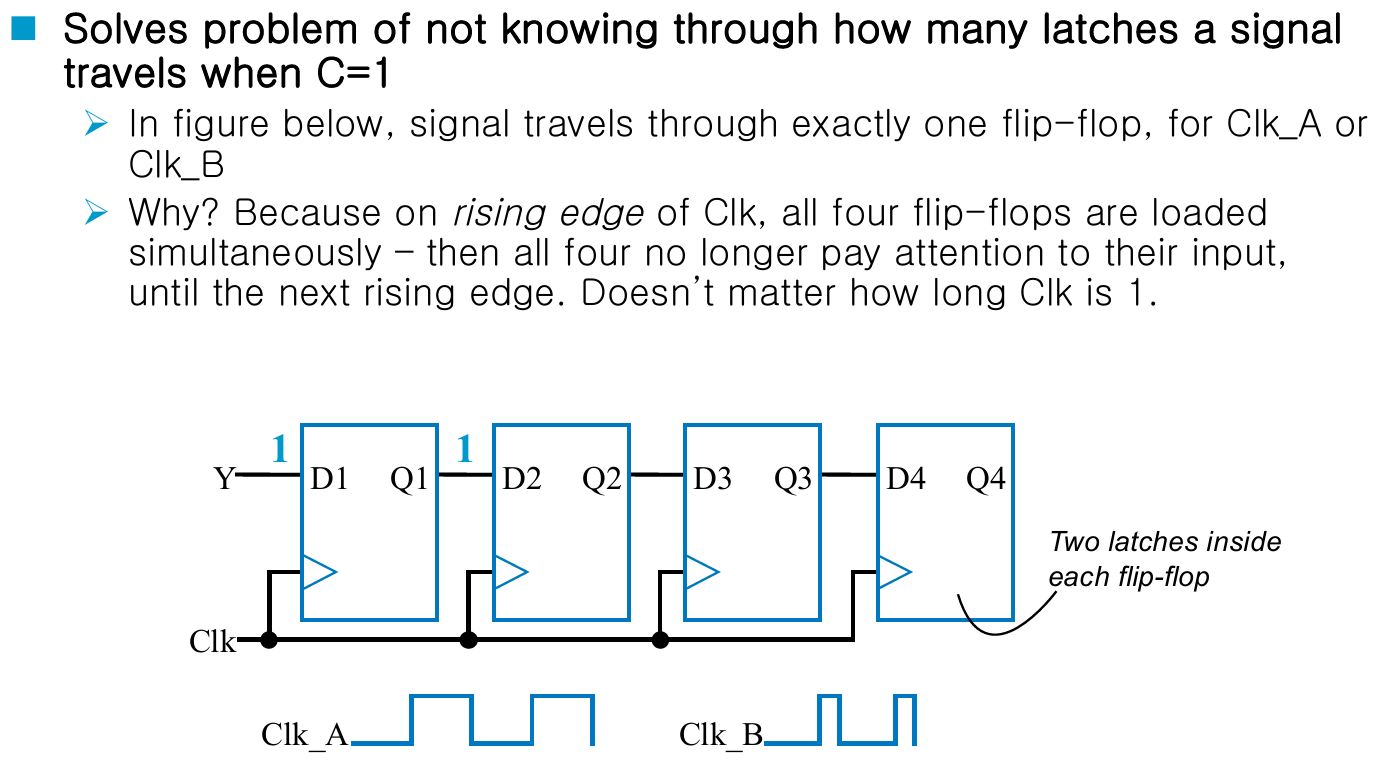 Solves problem of not knowing through how many latches a signal
travels when C=1
In figure below, signal travels through exactly one flip-flop, for Clk_A or
Clk_B
Why? Because on rising edge of Clk, all four flip-flops are loaded
simultaneously – then all four no longer pay attention to their input,
until the next rising edge. Doesn't matter how long Clk is 1.
1 1
Y D1 Q1 D2 Q2 D3 Q3 D4 Q4
Two latches inside
each flip-flop
Clk
Clk_A Clk_B